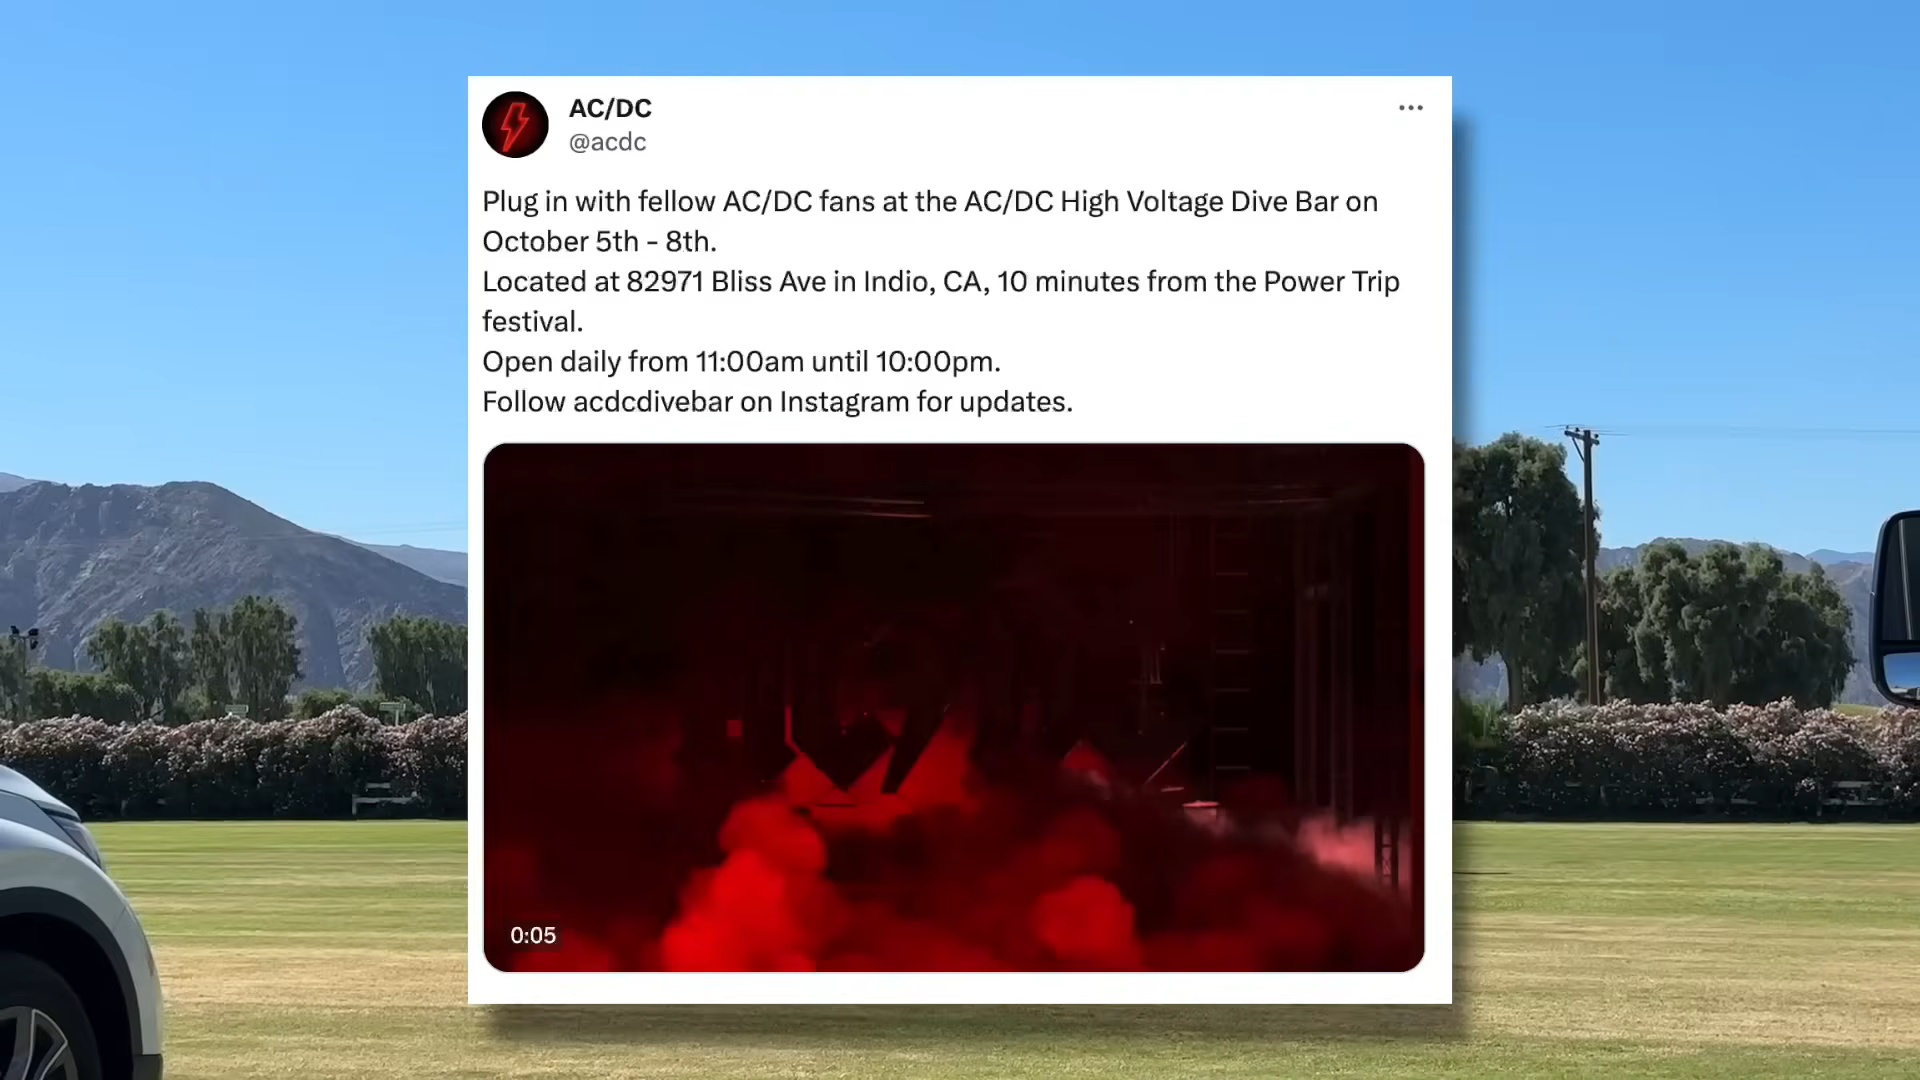 AC/DC
@acdc
Plug in with fellow AC/DC fans at the AC/DC High Voltage Dive Bar on
October 5th - 8th.
Located at 82971 Bliss Ave in Indio, CA, 10 minutes from the Power Trip
festival.
Open daily from 11:00am until 10:00pm.
Follow acdcdivebar on Instagram for updates.
0:05